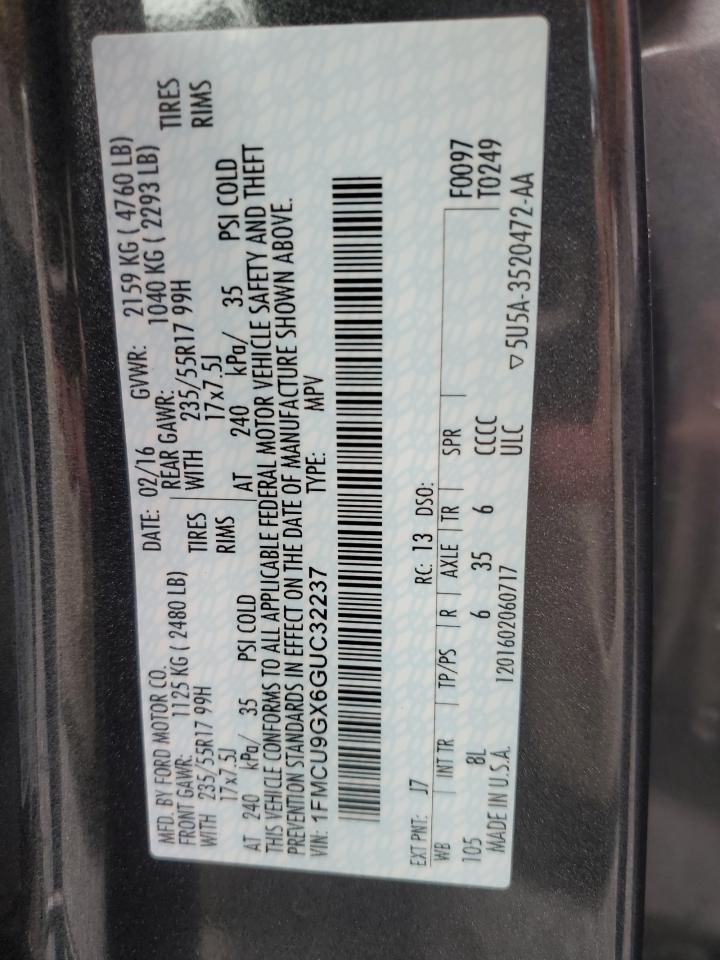 MFD. BY FORD MOTOR CO. DATE: 02/16 GVWR: 2159 KG ( 4760 LB)
FRONT GAWR: 1125 KG ( 2480 LB) REAR GAWR: 1040 KG ( 2293 LB)
WITH 235/55R17 99H TIRES WITH 235/55R17 99H TIRES
17x7.5J RIMS 17x7.5J RIMS
AT 240 kPa/ 35 PSI COLD AT 240 kPa/ 35 PSI COLD
THIS VEHICLE CONFORMS TO ALL APPLICABLE FEDERAL MOTOR VEHICLE SAFETY AND THEFT
PREVENTION STANDARDS IN EFFECT ON THE DATE OF MANUFACTURE SHOWN ABOVE.
VIN: 1FMCU9GX6GUC32237 TYPE: MPV
EXT PNT: J7 RC: 13 DSO: F0097
WB INT TR TP/PS R AXLE TR SPR T0249
105 8L 6 35 6 CCCC
MADE IN U.S.A. 1201602060717 ULC ▽5U5A-3520472-AA